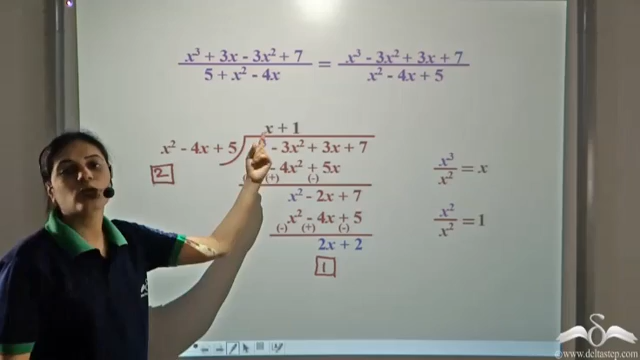 x³ + 3x - 3x² + 7 / 5 + x² - 4x = x³ - 3x² + 3x + 7 / x² - 4x + 5
x + 1
x² - 4x + 5 ) - 3x² + 3x + 7
2
- 4x² + 5x
(+) (-)
x² - 2x + 7
x² - 4x + 5
(-) (+) (-)
2x + 2
1
x³ / x² = x
x² / x² = 1
© www.deltastep.com